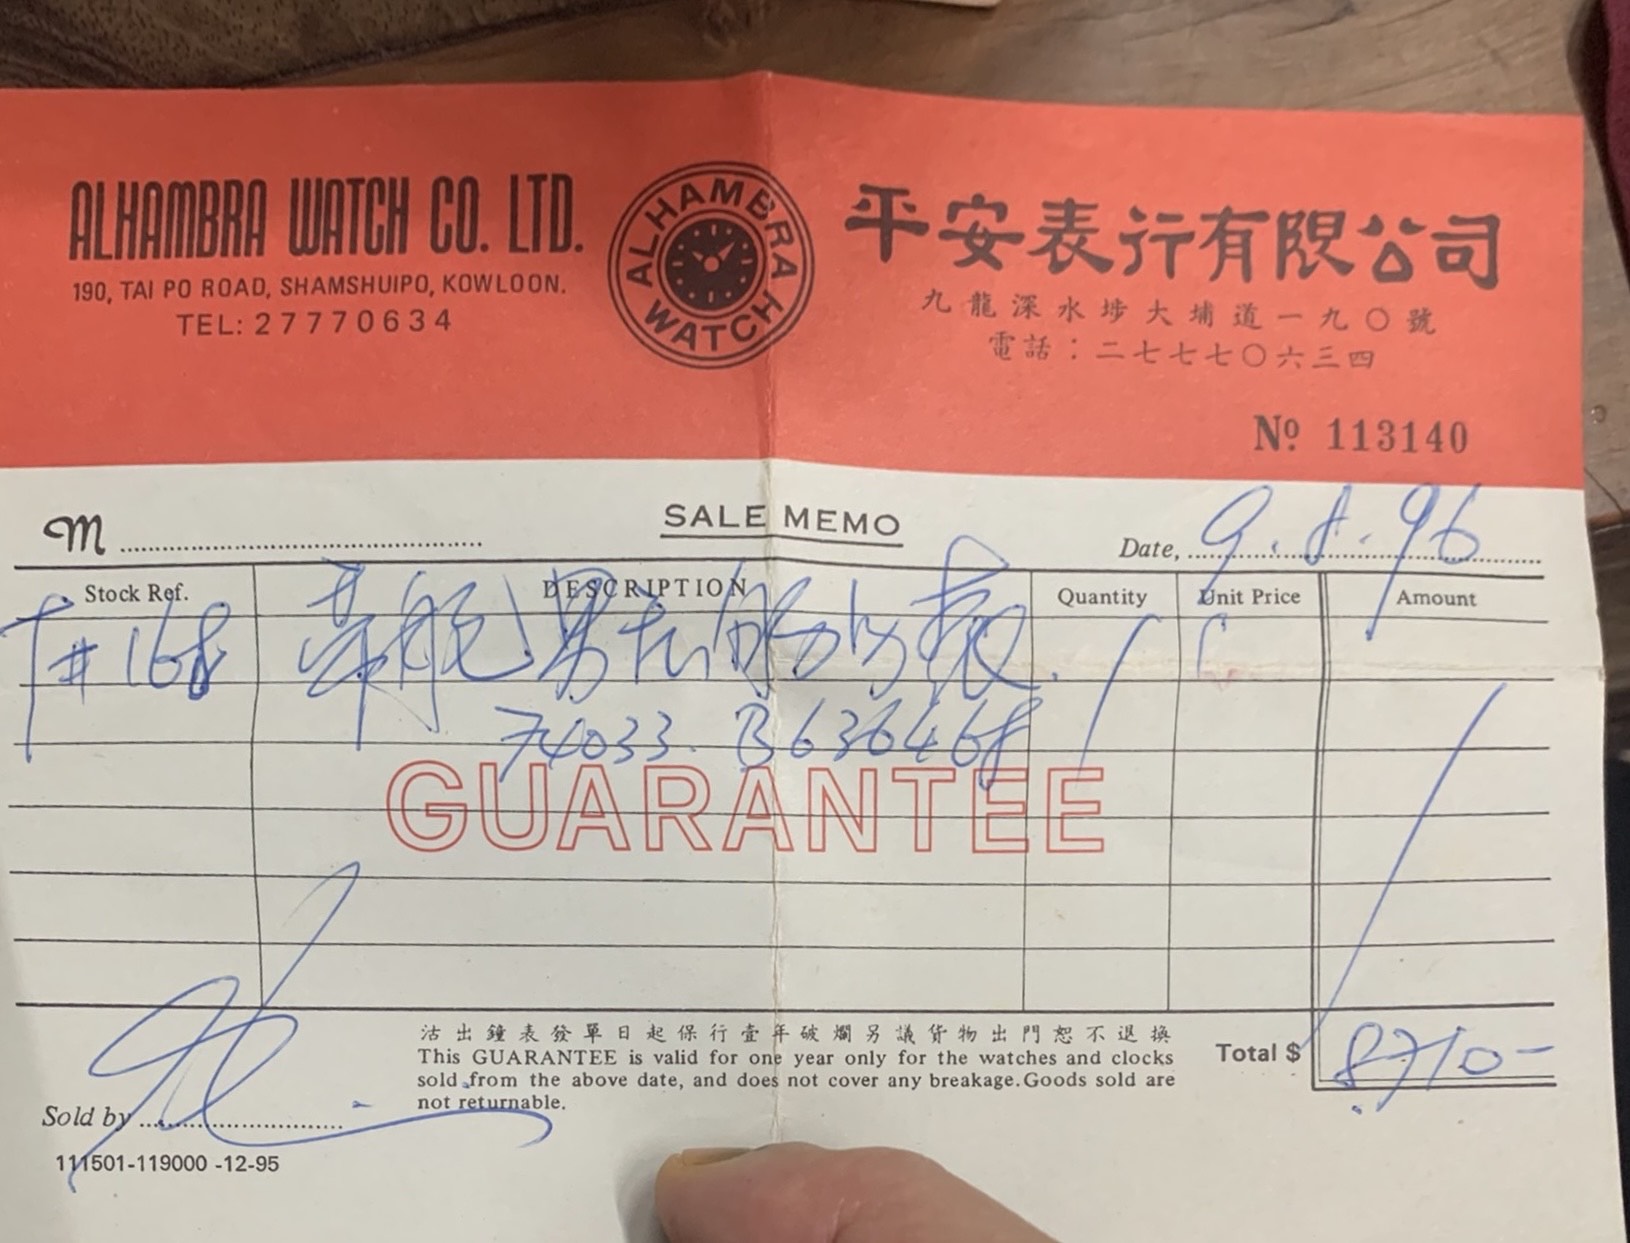 ALHAMBRA WATCH CO. LTD.
190, TAI PO ROAD, SHAMSHUIPO, KOWLOON.
TEL: 27770634
ALHAMBRA WATCH
平安表行有限公司
九龍深水埗大埔道一九〇號
電話：二七七七〇六三四
Nº 113140
SALE MEMO
M
Date, 9.8.96
Stock Ref. DESCRIPTION Quantity Unit Price Amount
T#168 男 表
74033. B636468
GUARANTEE
沽出鐘表發單日起保行壹年破爛另議貨物出門恕不退換
This GUARANTEE is valid for one year only for the watches and clocks
sold from the above date, and does not cover any breakage. Goods sold are
not returnable.
Total $ 8710-
Sold by
111501-119000 -12-95